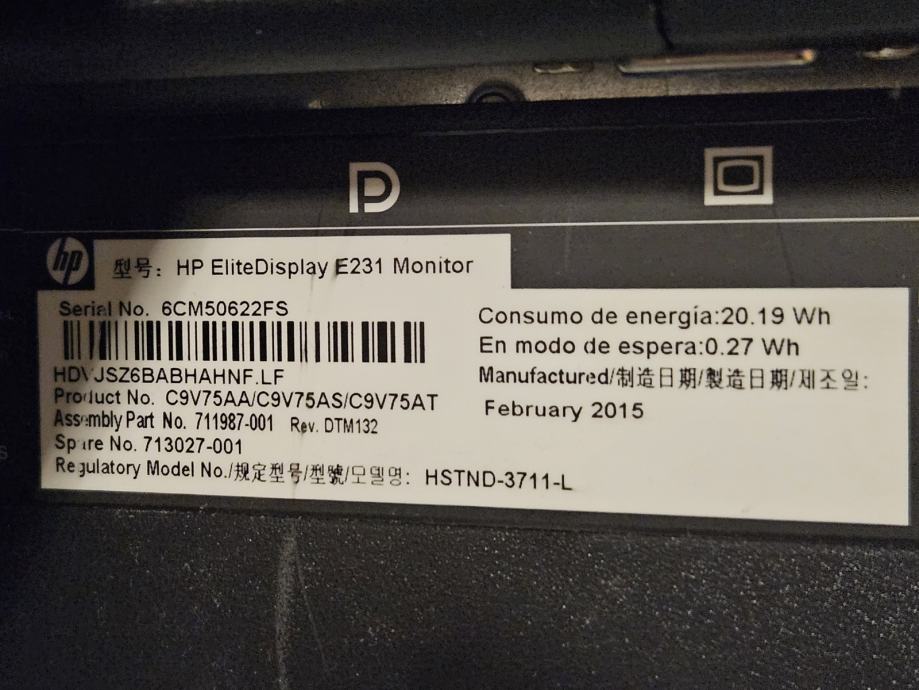 hp
型号: HP EliteDisplay E231 Monitor
Serial No. 6CM50622FS
Product No. C9V75AA/C9V75AS/C9V75AT
Assembly Part No. 711987-001 Rev. DTM132
Spare No. 713027-001
Regulatory Model No./规定型号/型號/모델명: HSTND-3711-L
Consumo de energía:20.19 Wh
En modo de espera:0.27 Wh
Manufactured/制造日期/製造日期/제조일:
February 2015